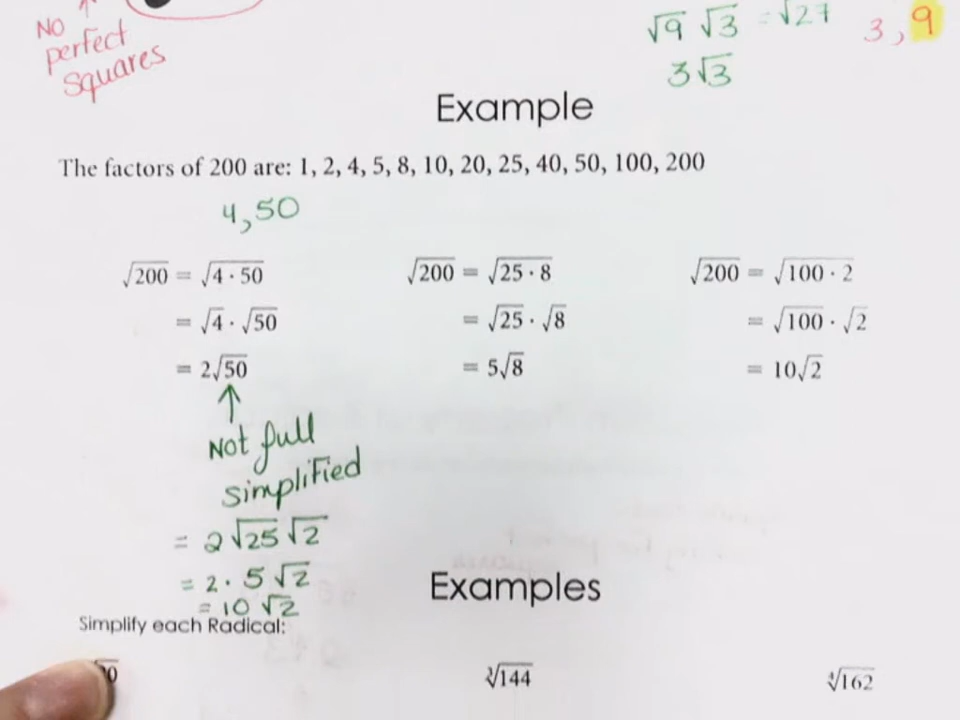 No
perfect
squares
√9 √3 = √27
3, 9
3√3
Example
The factors of 200 are: 1, 2, 4, 5, 8, 10, 20, 25, 40, 50, 100, 200
4, 50
√200 = √4 · 50
= √4 · √50
= 2√50
Not full
simplified
= 2√25 √2
= 2 · 5√2
= 10√2
√200 = √25 · 8
= √25 · √8
= 5√8
√200 = √100 · 2
= √100 · √2
= 10√2
Examples
Simplify each Radical:
∛144
∜162